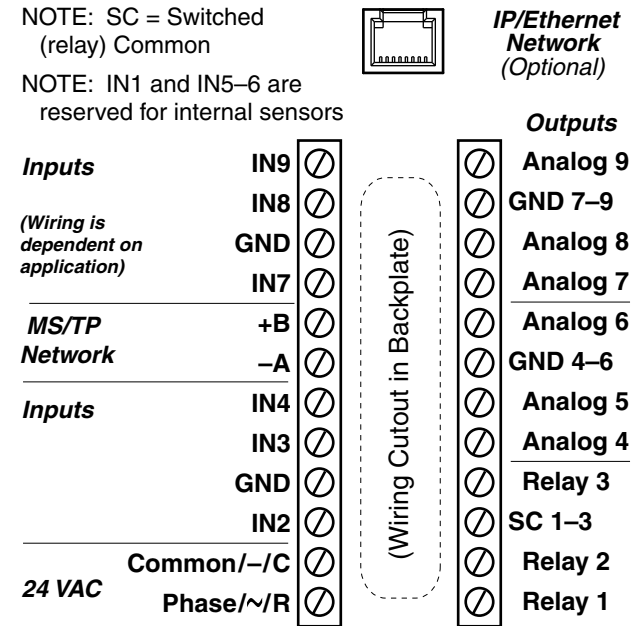 NOTE: SC = Switched
(relay) Common
NOTE: IN1 and IN5–6 are
reserved for internal sensors
IP/Ethernet
Network
(Optional)
Inputs
(Wiring is
dependent on
application)
MS/TP
Network
Inputs
24 VAC
IN9
IN8
GND
IN7
+B
–A
IN4
IN3
GND
IN2
Common/–/C
Phase/~/R
(Wiring Cutout in Backplate)
Outputs
Analog 9
GND 7–9
Analog 8
Analog 7
Analog 6
GND 4–6
Analog 5
Analog 4
Relay 3
SC 1–3
Relay 2
Relay 1